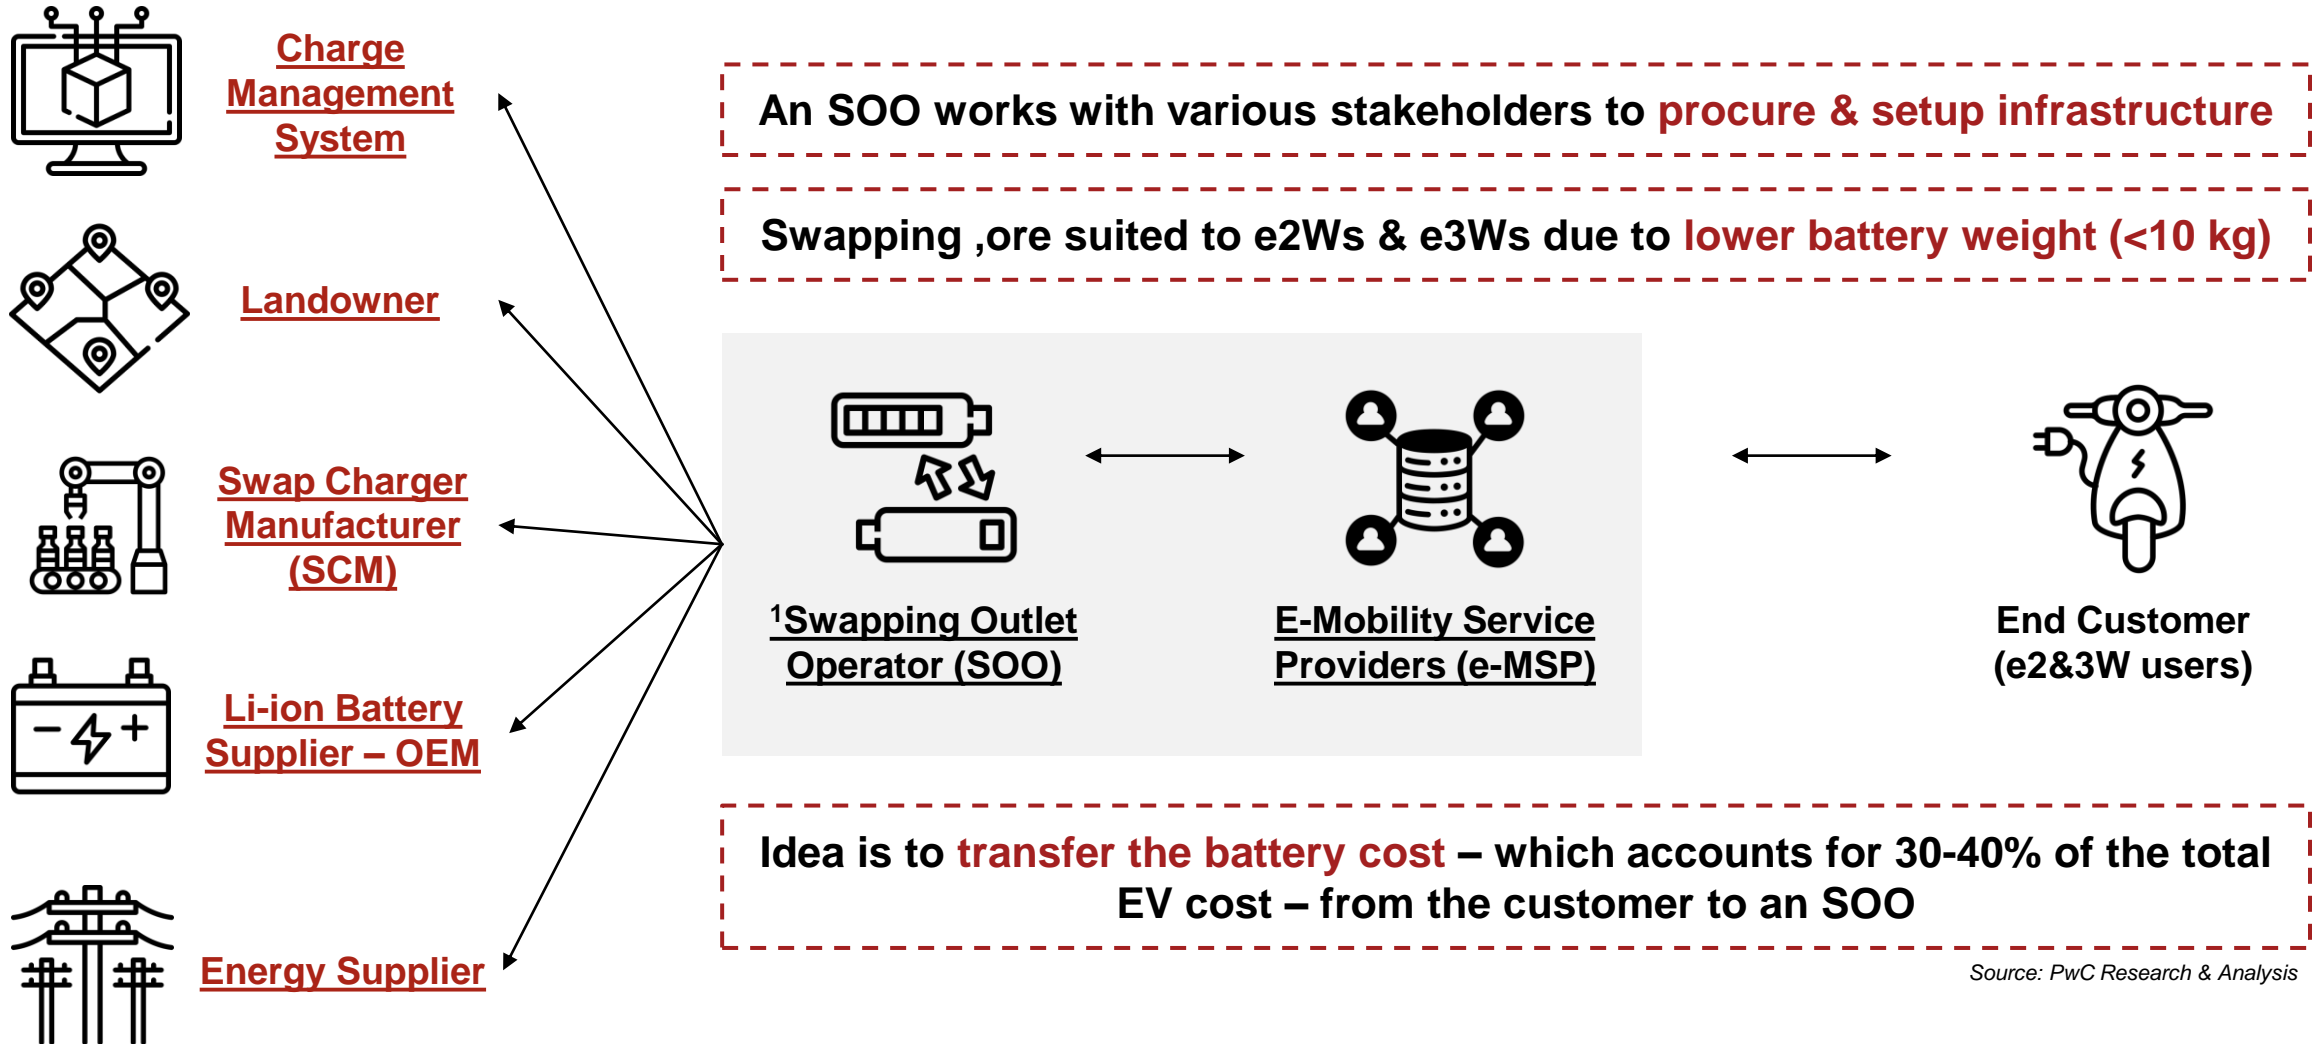 Charge
Management
System
Landowner
Swap Charger
Manufacturer
(SCM)
Li-ion Battery
Supplier – OEM
Energy Supplier
An SOO works with various stakeholders to procure & setup infrastructure
Swapping ,ore suited to e2Ws & e3Ws due to lower battery weight (<10 kg)
¹Swapping Outlet
Operator (SOO)
E-Mobility Service
Providers (e-MSP)
End Customer
(e2&3W users)
Idea is to transfer the battery cost – which accounts for 30-40% of the total
EV cost – from the customer to an SOO
Source: PwC Research & Analysis